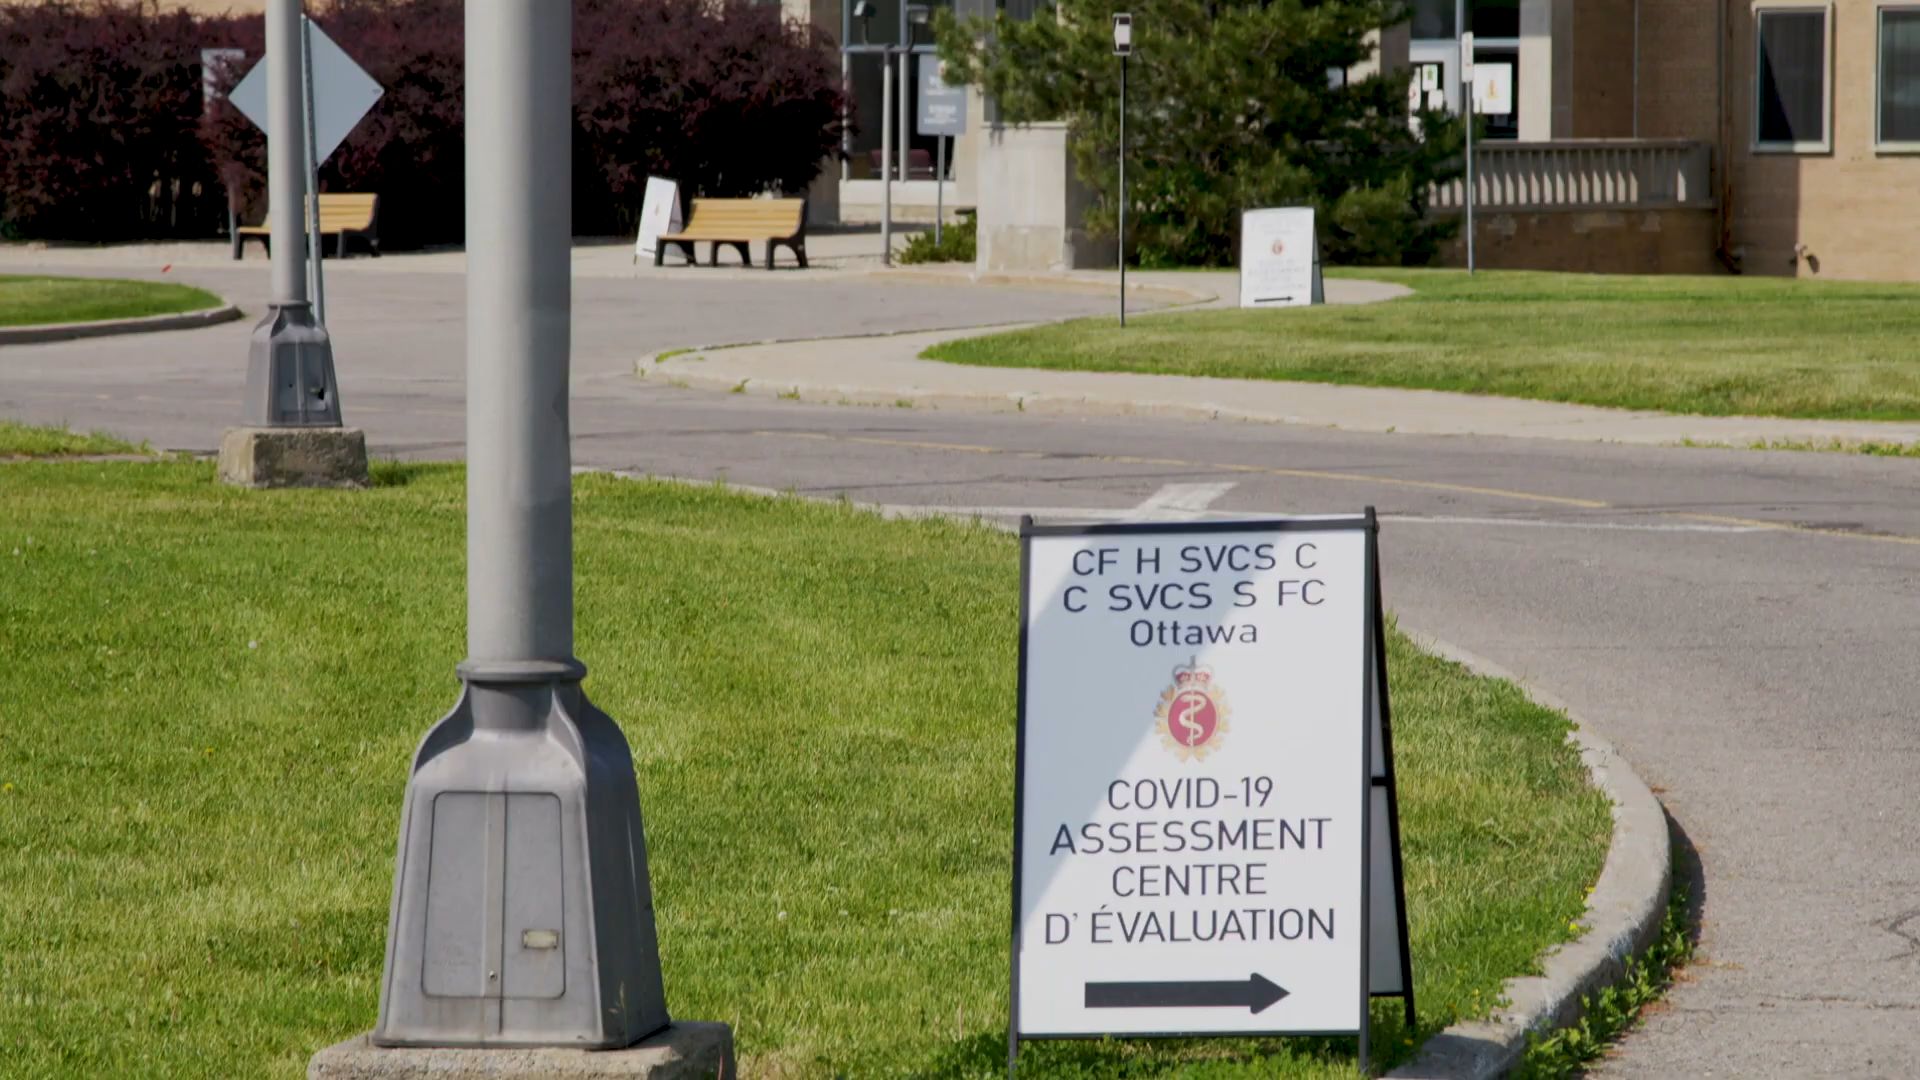 CF H SVCS C
C SVCS S FC
Ottawa
COVID-19
ASSESSMENT
CENTRE
D' ÉVALUATION